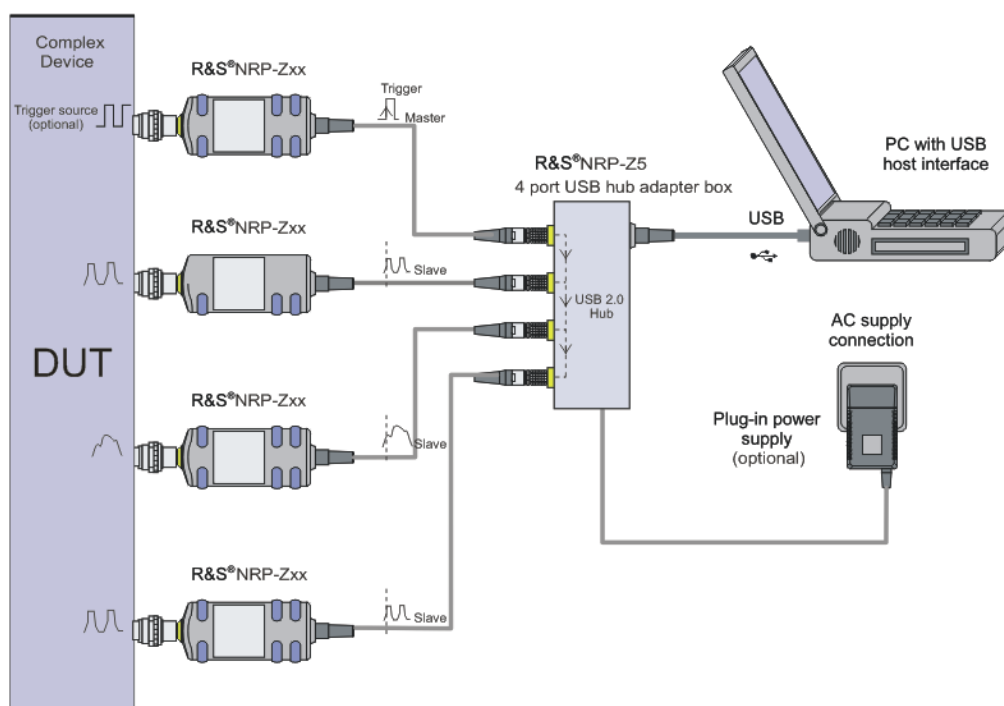 Complex
Device
Trigger source
(optional)
DUT
R&S®NRP-Zxx
Trigger
Master
R&S®NRP-Zxx
Slave
R&S®NRP-Zxx
Slave
R&S®NRP-Zxx
Slave
R&S®NRP-Z5
4 port USB hub adapter box
USB 2.0
Hub
USB
PC with USB
host interface
AC supply
connection
Plug-in power
supply
(optional)